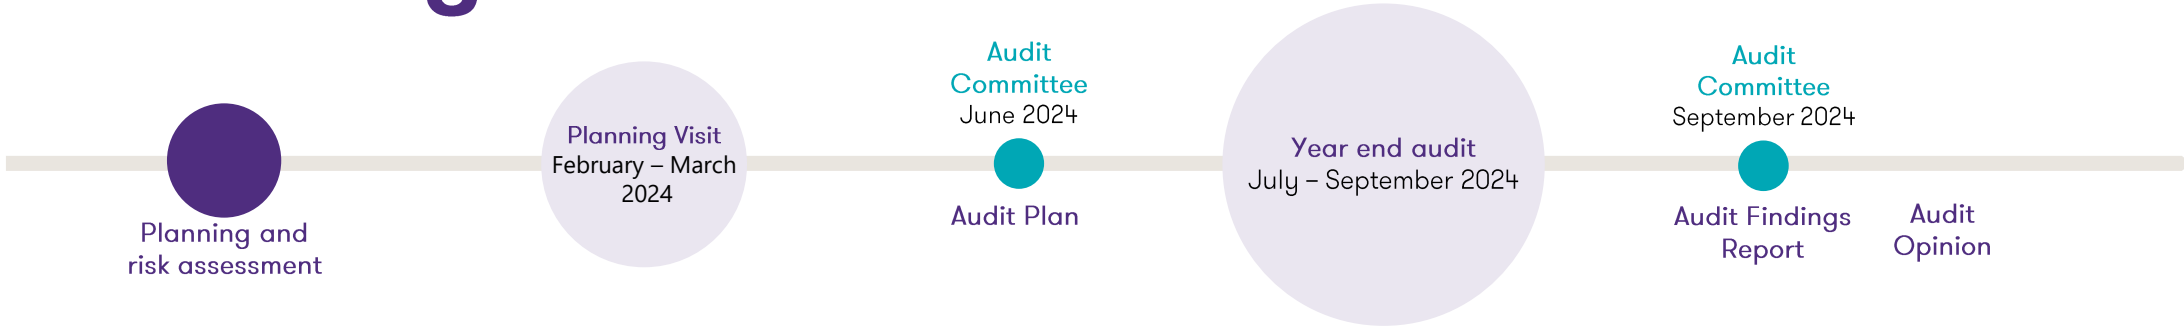 Planning and
risk assessment
Planning Visit
February – March
2024
Audit
Committee
June 2024
Audit Plan
Year end audit
July – September 2024
Audit
Committee
September 2024
Audit Findings
Report
Audit
Opinion